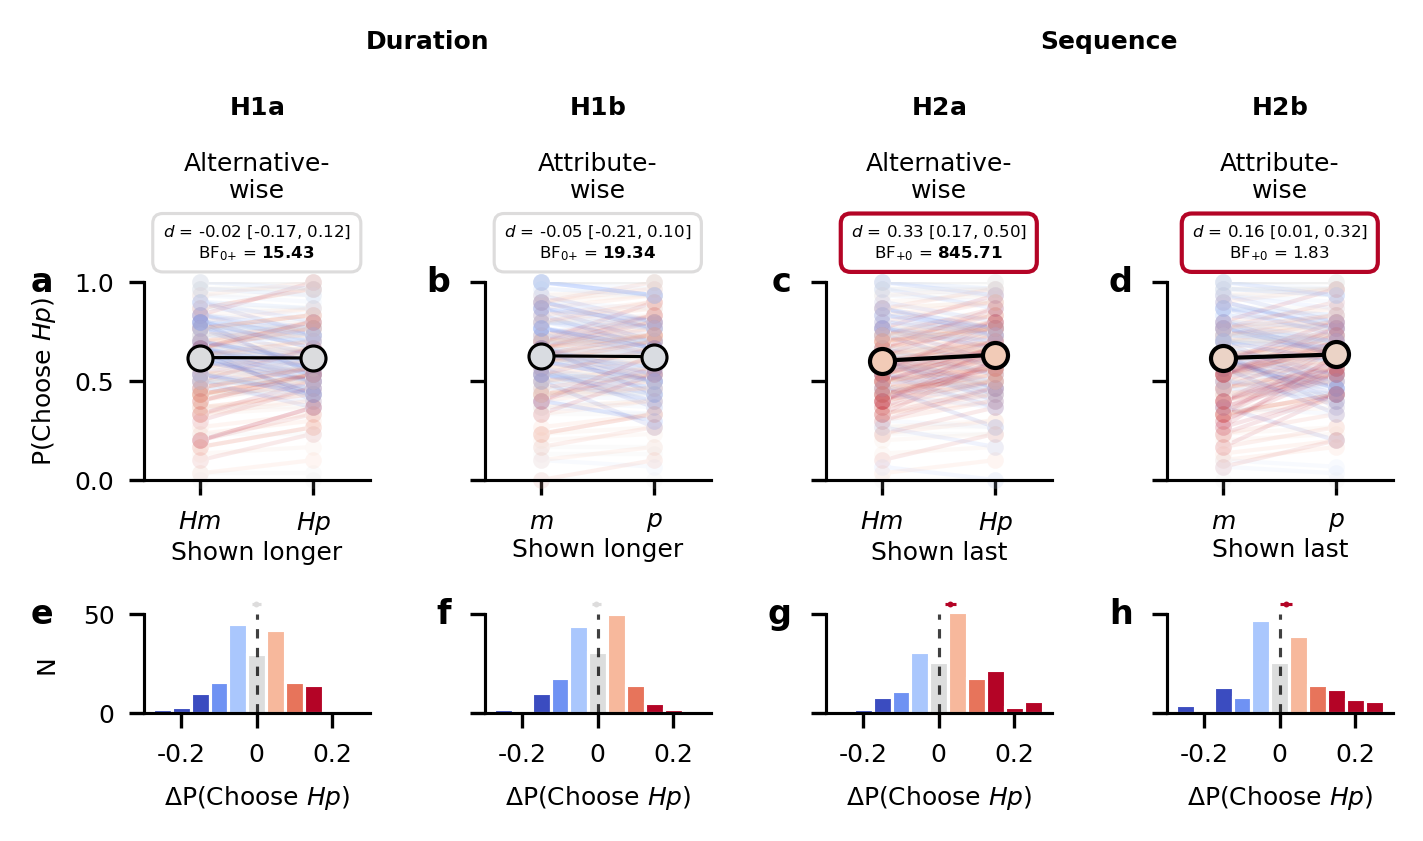 Duration
Sequence
H1a
H1b
H2a
H2b
Alternative-
wise
Attribute-
wise
Alternative-
wise
Attribute-
wise
d = -0.02 [-0.17, 0.12]
BF0+ = 15.43
d = -0.05 [-0.21, 0.10]
BF0+ = 19.34
d = 0.33 [0.17, 0.50]
BF+0 = 845.71
d = 0.16 [0.01, 0.32]
BF+0 = 1.83
a
b
c
d
P(Choose Hp)
1.0
0.5
0.0
Hm Hp
Shown longer
m p
Shown longer
Hm Hp
Shown last
m p
Shown last
e
f
g
h
N
50
0
-0.2 0 0.2
-0.2 0 0.2
-0.2 0 0.2
-0.2 0 0.2
ΔP(Choose Hp)
ΔP(Choose Hp)
ΔP(Choose Hp)
ΔP(Choose Hp)